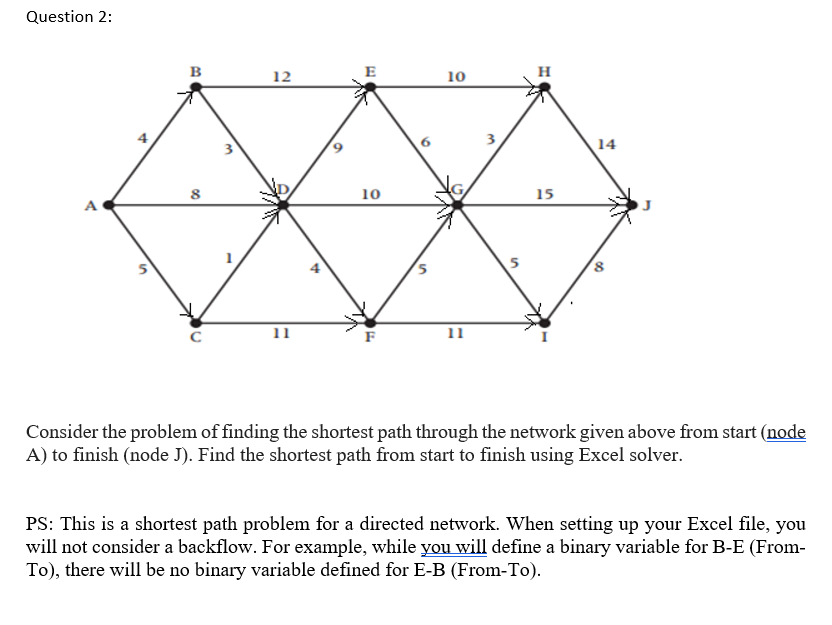 Question 2:
B 12 E 10 H
4 3 9 6 3 14
A 8 D 10 G 15 J
5 1 4 5 5 8
C 11 F 11 I
Consider the problem of finding the shortest path through the network given above from start (node
A) to finish (node J). Find the shortest path from start to finish using Excel solver.
PS: This is a shortest path problem for a directed network. When setting up your Excel file, you
will not consider a backflow. For example, while you will define a binary variable for B-E (From-
To), there will be no binary variable defined for E-B (From-To).